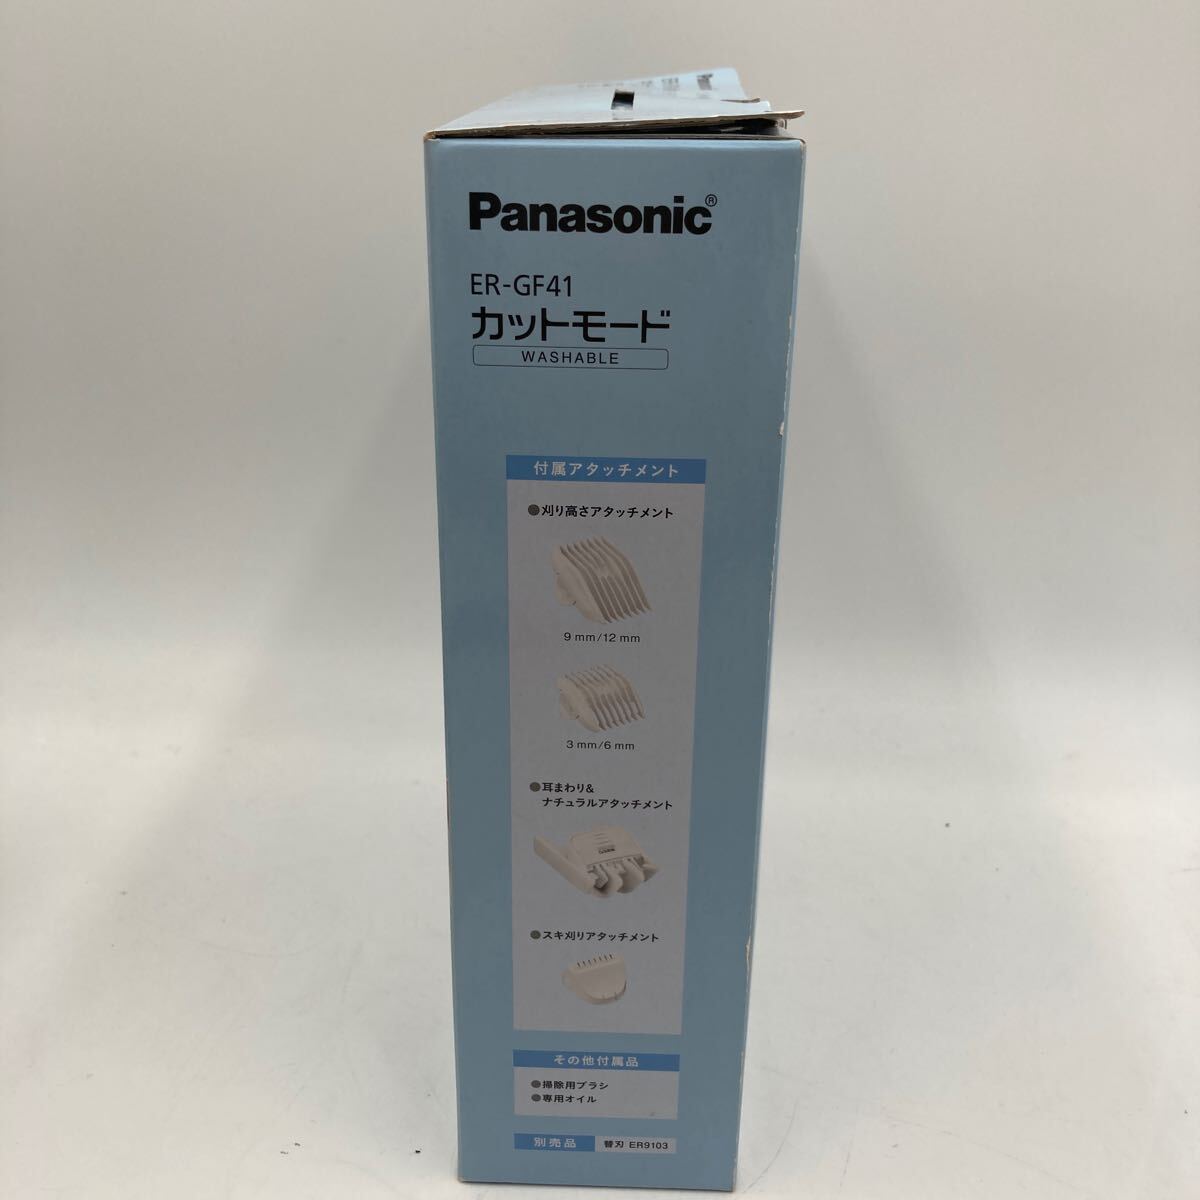 Panasonic®
ER-GF41
カットモード
WASHABLE
付属アタッチメント
●刈り高さアタッチメント
9 mm/12 mm
3 mm/6 mm
●耳まわり&
ナチュラルアタッチメント
●スキ刈りアタッチメント
その他付属品
●掃除用ブラシ
●専用オイル
別売品
替刃 ER9103